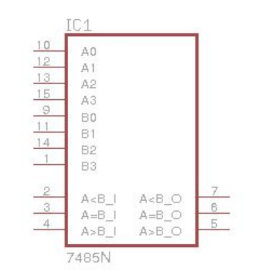 IC1
10 A0
12 A1
13 A2
15 A3
9 B0
11 B1
14 B2
1 B3
2 A<B_I A<B_O 7
3 A=B_I A=B_O 6
4 A>B_I A>B_O 5
7485N